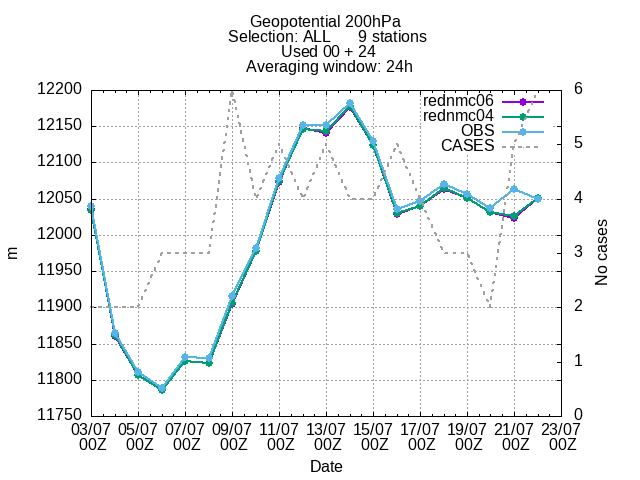 Geopotential 200hPa
Selection: ALL 9 stations
Used 00 + 24
Averaging window: 24h
rednmc06
rednmc04
OBS
CASES
12200
12150
12100
12050
12000
11950
11900
11850
11800
11750
m
6
5
4
3
2
1
0
No cases
03/07 05/07 07/07 09/07 11/07 13/07 15/07 17/07 19/07 21/07 23/07
00Z 00Z 00Z 00Z 00Z 00Z 00Z 00Z 00Z 00Z 00Z
Date